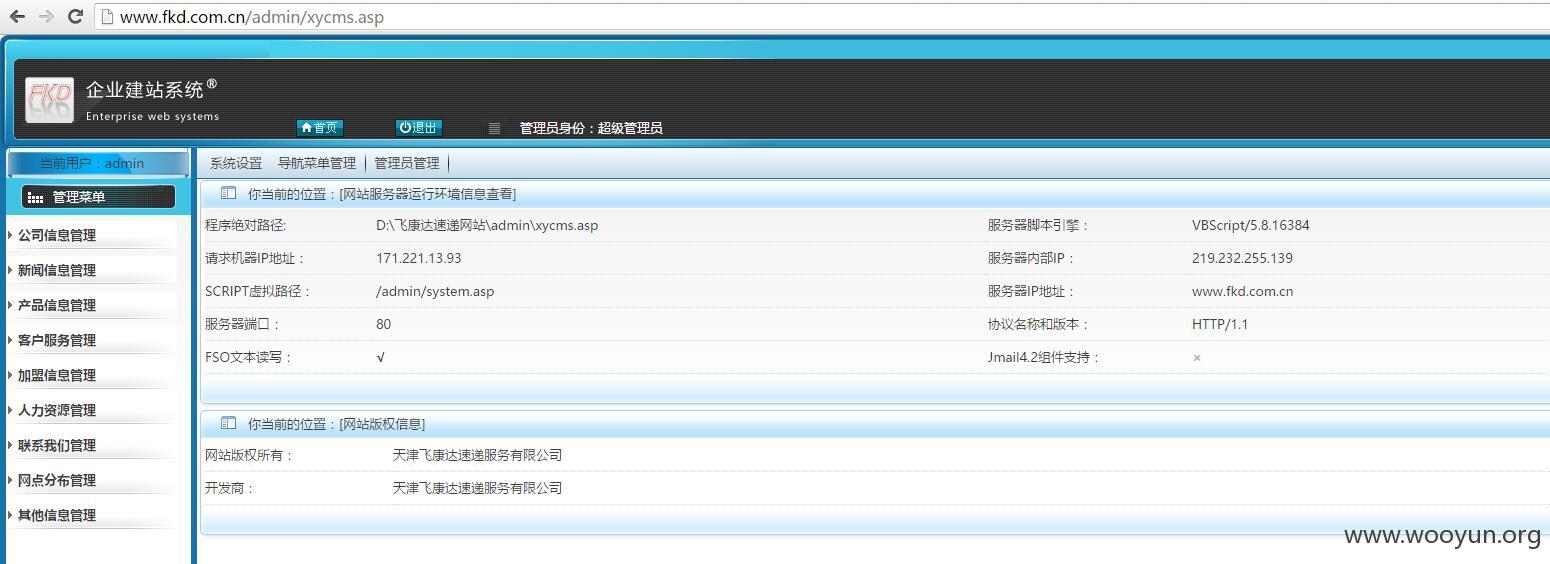 www.fkd.com.cn/admin/xycms.asp
FKD 企业建站系统®
Enterprise web systems
首页 退出 管理员身份：超级管理员
当前用户：admin 系统设置 导航菜单管理 管理员管理
管理菜单 你当前的位置：[网站服务器运行环境信息查看]
程序绝对路径: D:\飞康达速递网站\admin\xycms.asp 服务器脚本引擎： VBScript/5.8.16384
公司信息管理
请求机器IP地址： 171.221.13.93 服务器内部IP： 219.232.255.139
新闻信息管理
SCRIPT虚拟路径： /admin/system.asp 服务器IP地址： www.fkd.com.cn
产品信息管理
服务器端口： 80 协议名称和版本： HTTP/1.1
客户服务管理
FSO文本读写： √ Jmail4.2组件支持： ×
加盟信息管理
人力资源管理
你当前的位置：[网站版权信息]
联系我们管理
网站版权所有： 天津飞康达速递服务有限公司
网点分布管理
开发商： 天津飞康达速递服务有限公司
其他信息管理
www.wooyun.org